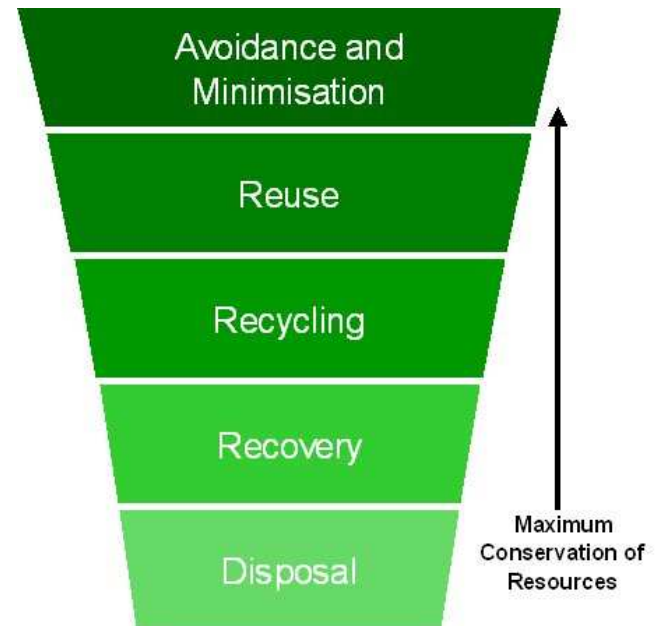 Avoidance and
Minimisation
Reuse
Recycling
Recovery
Disposal
Maximum
Conservation of
Resources